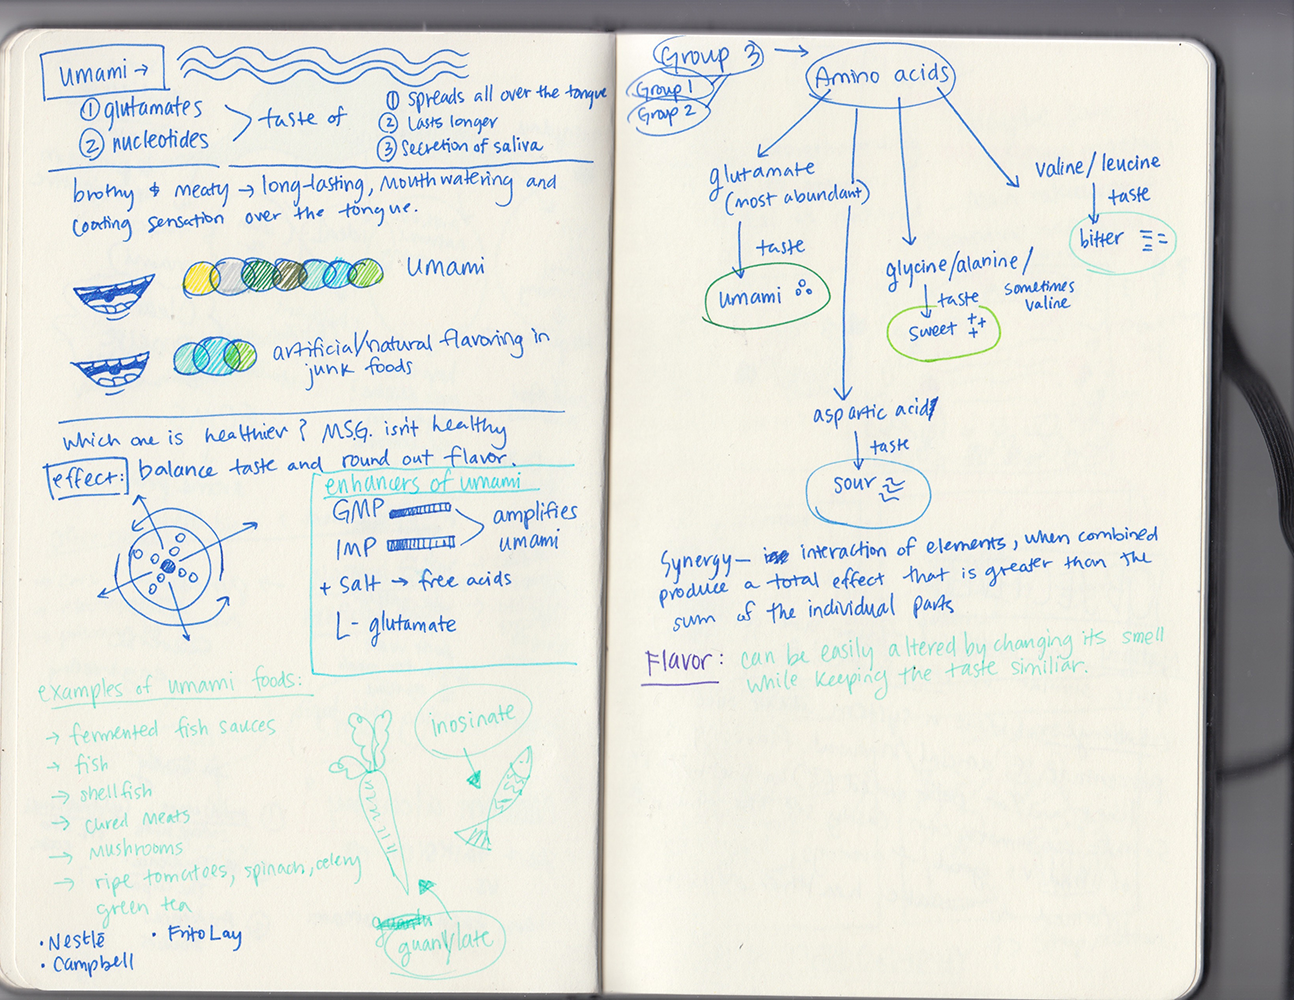 umami →
① glutamates
② nucleotides
taste of
① spreads all over the tongue
② Lasts longer
③ Secretion of saliva
brothy & meaty → long-lasting, mouthwatering and
coating sensation over the tongue.
Umami
artificial/natural flavoring in
junk foods
which one is healthier? M.S.G. isn't healthy
effect: balance taste and round out flavor.
enhancers of umami
GMP
IMP
amplifies
umami
+ salt → free acids
L- glutamate
examples of umami foods:
→ fermented fish sauces
→ fish
→ shellfish
→ cured meats
→ mushrooms
→ ripe tomatoes, spinach, celery
green tea
• Nestlē
• FritoLay
• Campbell
inosinate
guanylate
Group 3 →
Group 1
Group 2
Amino acids
glutamate
(most abundant)
taste
umami
valine/leucine
taste
bitter
glycine/alanine/
sometimes
valine
taste
sweet
aspartic acid
taste
sour
Synergy — interaction of elements, when combined
produce a total effect that is greater than the
sum of the individual parts
Flavor: can be easily altered by changing its smell
while keeping the taste similiar.